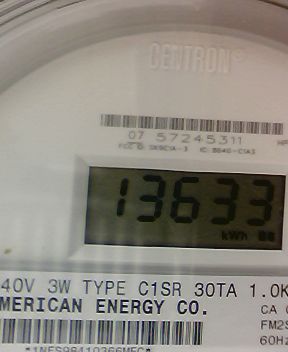 CENTRON®
07 57245311
13633
kWh
40V 3W TYPE C1SR 30TA 1.0K
MERICAN ENERGY CO.
CA
FM2S
60Hz